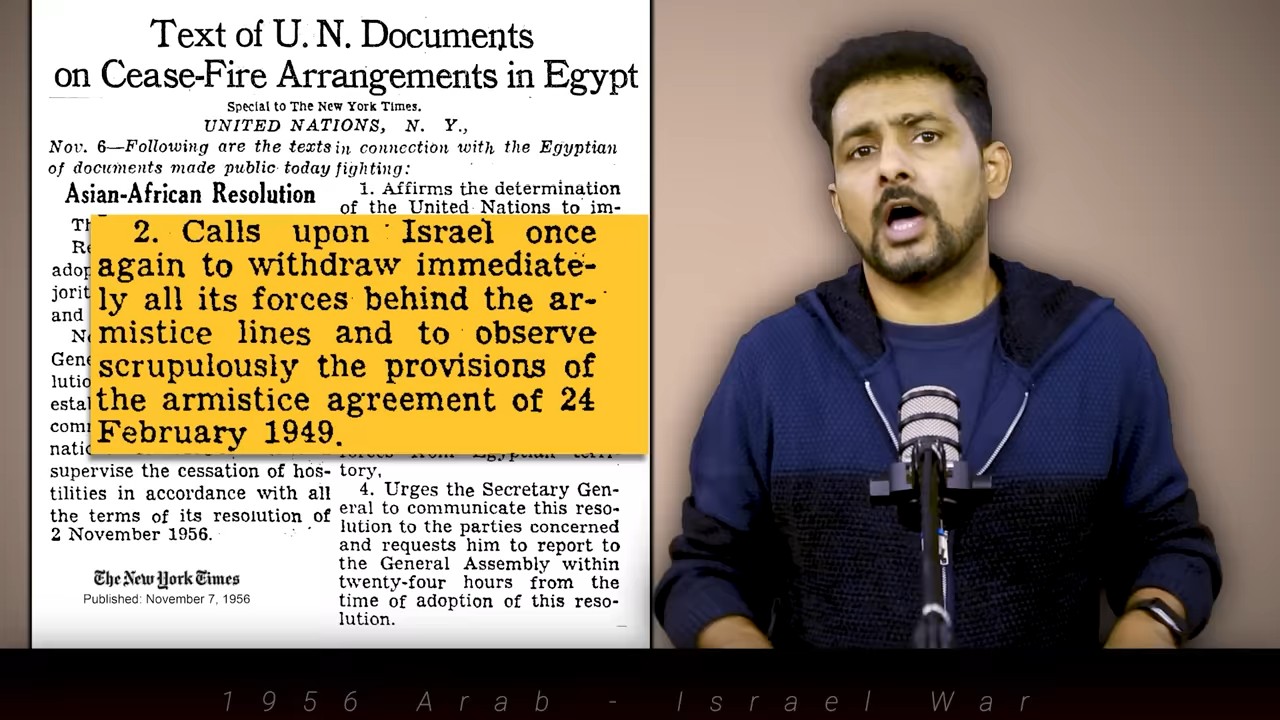 Text of U. N. Documents
on Cease-Fire Arrangements in Egypt
Special to The New York Times.
UNITED NATIONS, N. Y.,
Nov. 6—Following are the texts in connection with the Egyptian
of documents made public today fighting:
Asian-African Resolution
1. Affirms the determination
of the United Nations to im-
2. Calls upon Israel once
again to withdraw immediate-
ly all its forces behind the ar-
mistice lines and to observe
scrupulously the provisions of
the armistice agreement of 24
February 1949.
supervise the cessation of hos-
tilities in accordance with all
the terms of its resolution of
2 November 1956.
The New York Times
Published: November 7, 1956
tory,
4. Urges the Secretary Gen-
eral to communicate this reso-
lution to the parties concerned
and requests him to report to
the General Assembly within
twenty-four hours from the
time of adoption of this reso-
lution.
1956 Arab - Israel War